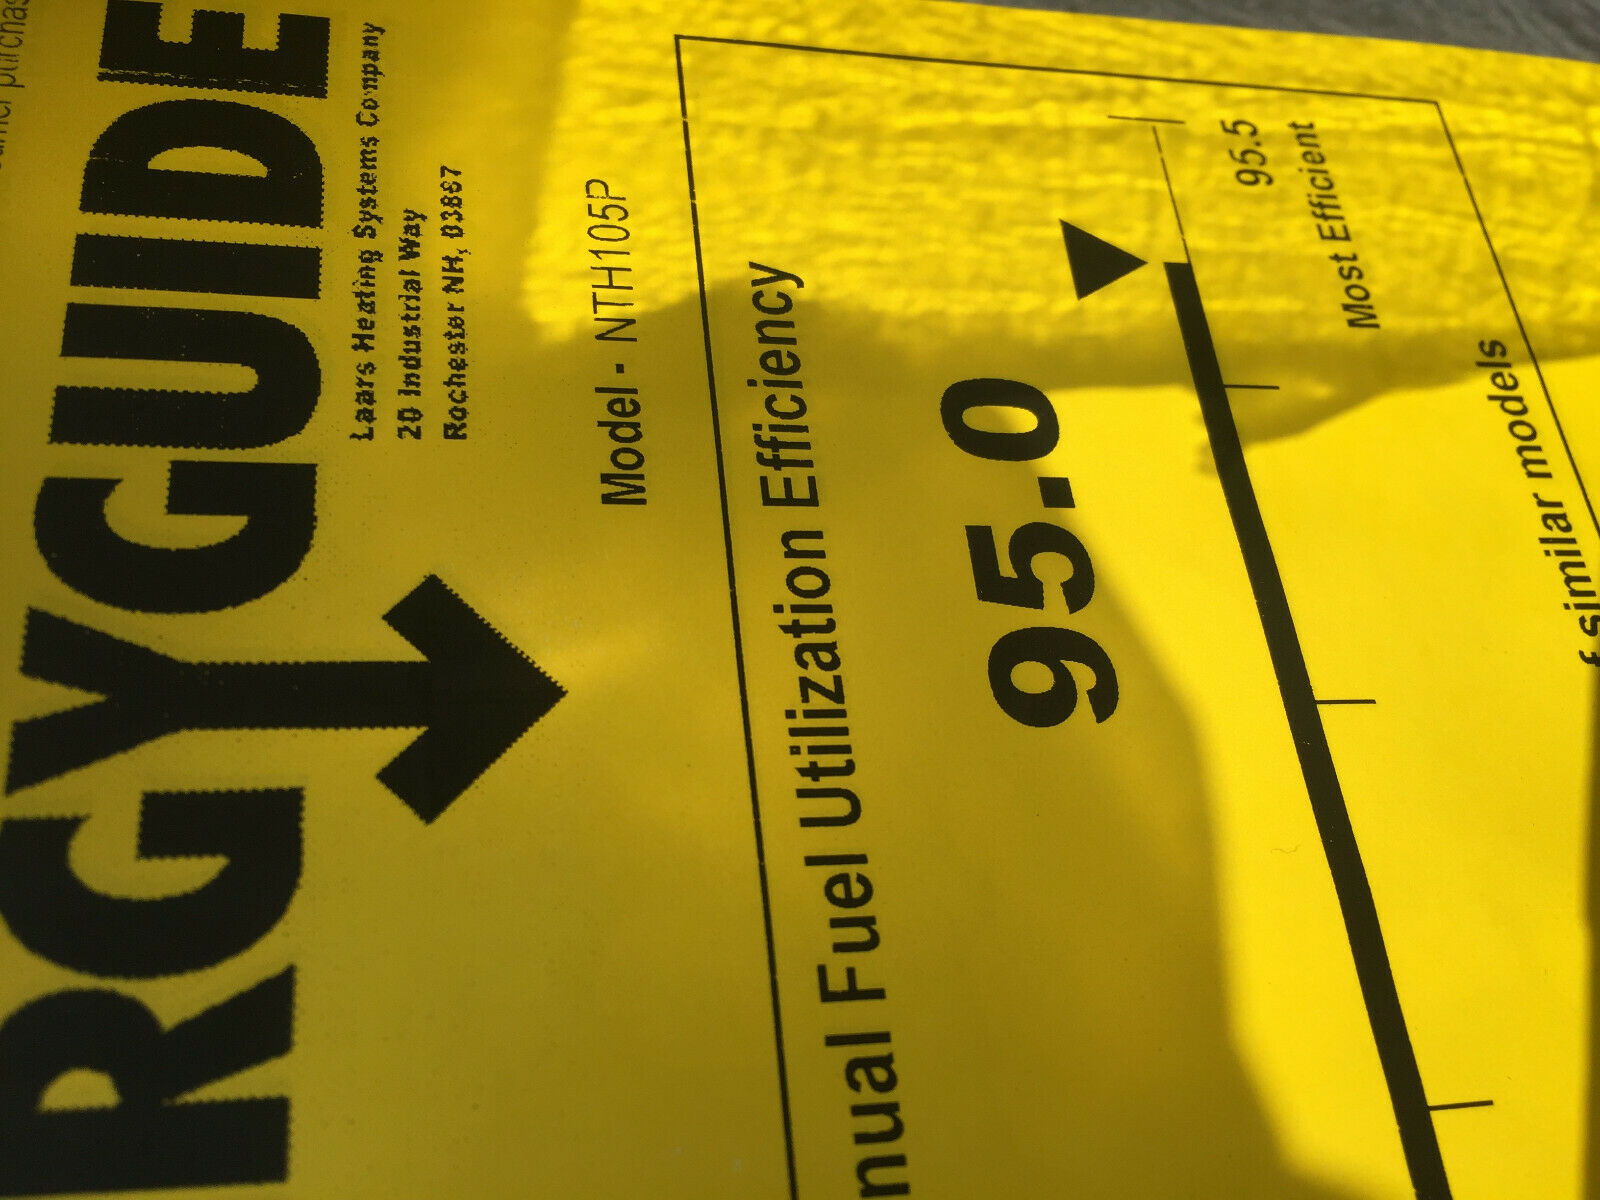 RGYGUIDE
Laars Heating Systems Company
20 Industrial Way
Rochester NH, 03867
Model - NTH105P
nual Fuel Utilization Efficiency
95.0
95.5
Most Efficient
f similar models